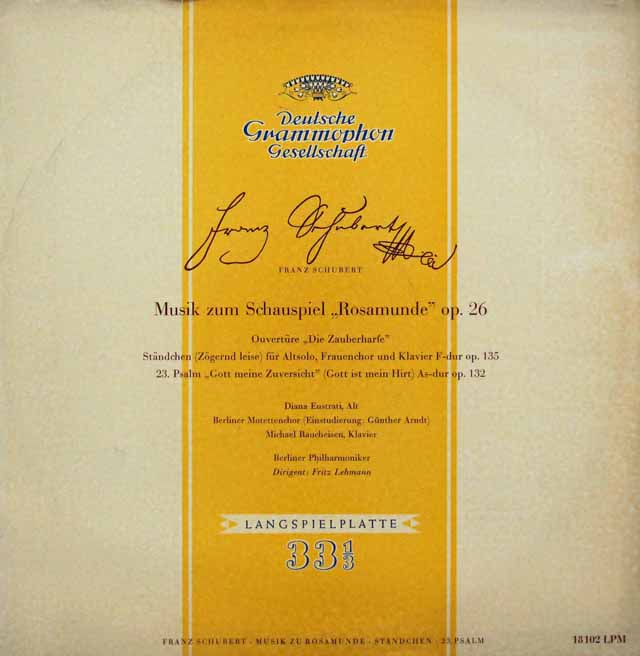 Deutsche
Grammophon
Gesellschaft
Franz Schubert
FRANZ SCHUBERT
Musik zum Schauspiel „Rosamunde” op. 26
Ouvertüre „Die Zauberharfe”
Ständchen (Zögernd leise) für Altsolo, Frauenchor und Klavier F-dur op. 135
23. Psalm „Gott meine Zuversicht” (Gott ist mein Hirt) As-dur op. 132
Diana Eustrati, Alt
Berliner Motettenchor (Einstudierung: Günther Arndt)
Michael Raucheisen, Klavier
Berliner Philharmoniker
Dirigent: Fritz Lehmann
LANGSPIELPLATTE
33 1/3
FRANZ SCHUBERT · MUSIK ZU ROSAMUNDE · STÄNDCHEN · 23. PSALM
18102 LPM